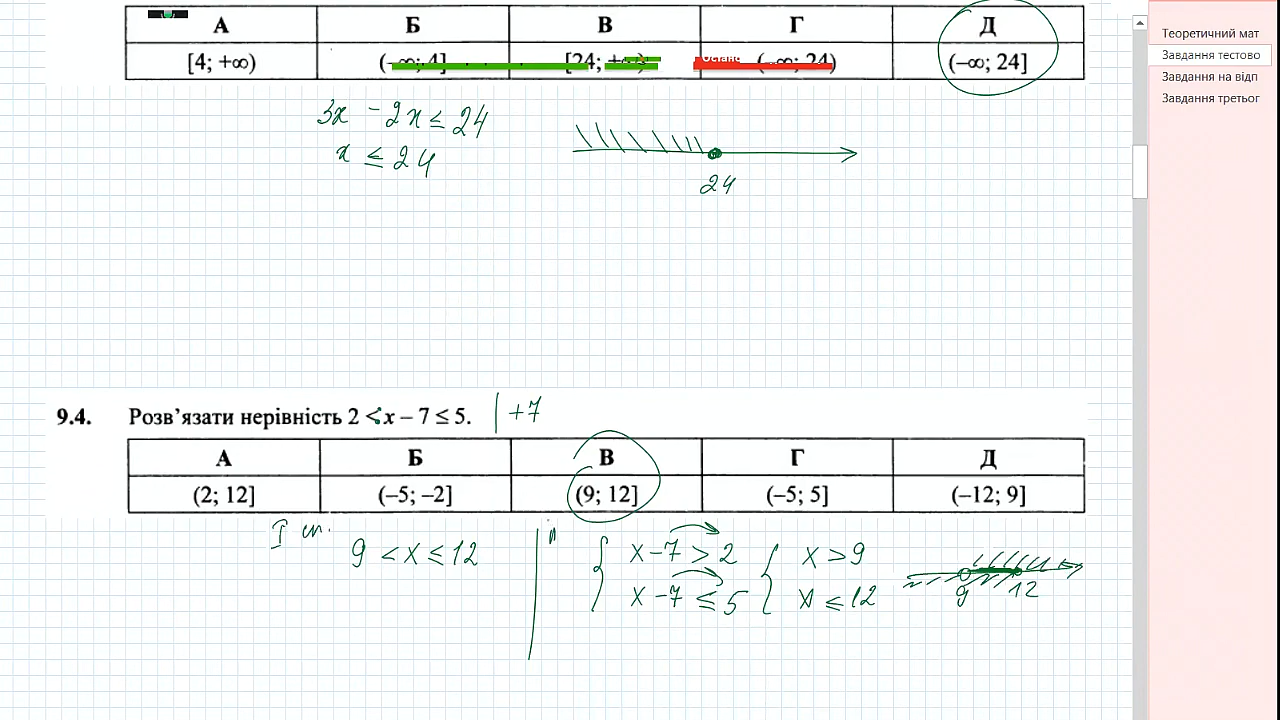 А Б В Г Д
[4; +∞) (–∞; 4] [24; +∞) (–∞; 24) (–∞; 24]
Остано
3x - 2x ≤ 24
x ≤ 24
24
9.4. Розв’язати нерівність 2 < x – 7 ≤ 5. | +7
А Б В Г Д
(2; 12] (–5; –2] (9; 12] (–5; 5] (–12; 9]
I сп.
9 < x ≤ 12
{ x - 7 > 2 { x > 9
x - 7 ≤ 5 x ≤ 12
9 12
Теоретичний мат
Завдання тестово
Завдання на відп
Завдання третьог